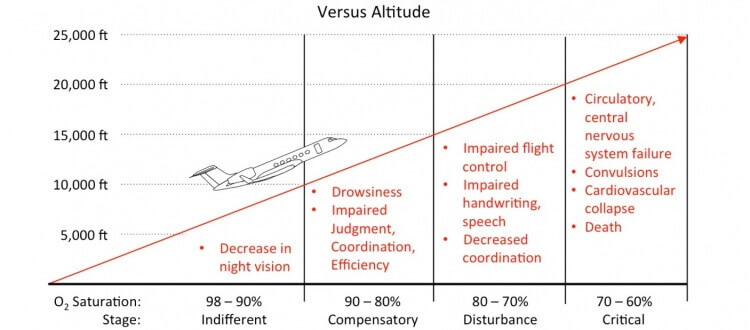 Versus Altitude
25,000 ft
20,000 ft
15,000 ft
10,000 ft
5,000 ft
• Decrease in
night vision
• Drowsiness
• Impaired
Judgment,
Coordination,
Efficiency
• Impaired flight
control
• Impaired
handwriting,
speech
• Decreased
coordination
• Circulatory,
central
nervous
system failure
• Convulsions
• Cardiovascular
collapse
• Death
O₂ Saturation: 98 – 90% 90 – 80% 80 – 70% 70 – 60%
Stage: Indifferent Compensatory Disturbance Critical